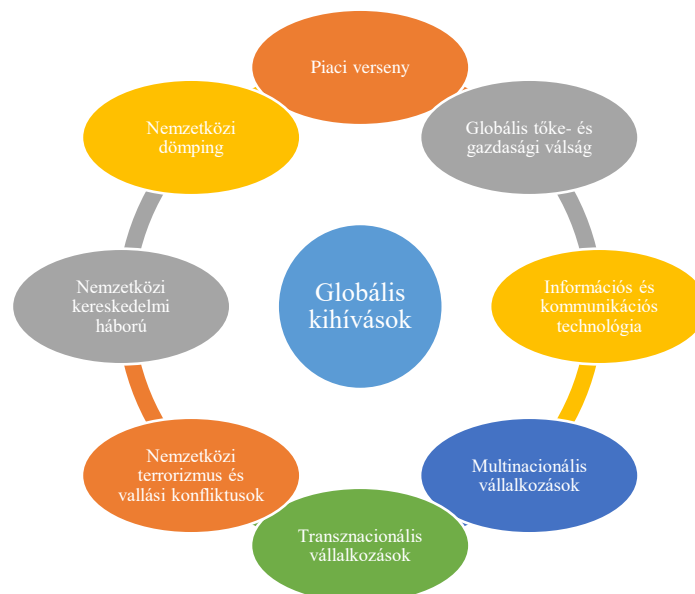 Piaci verseny
Globális tőke- és
gazdasági válság
Információs és
kommunikációs
technológia
Multinacionális
vállalkozások
Transznacionális
vállalkozások
Nemzetközi
terrorizmus és
vallási konfliktusok
Nemzetközi
kereskedelmi
háború
Nemzetközi
dömping
Globális
kihívások